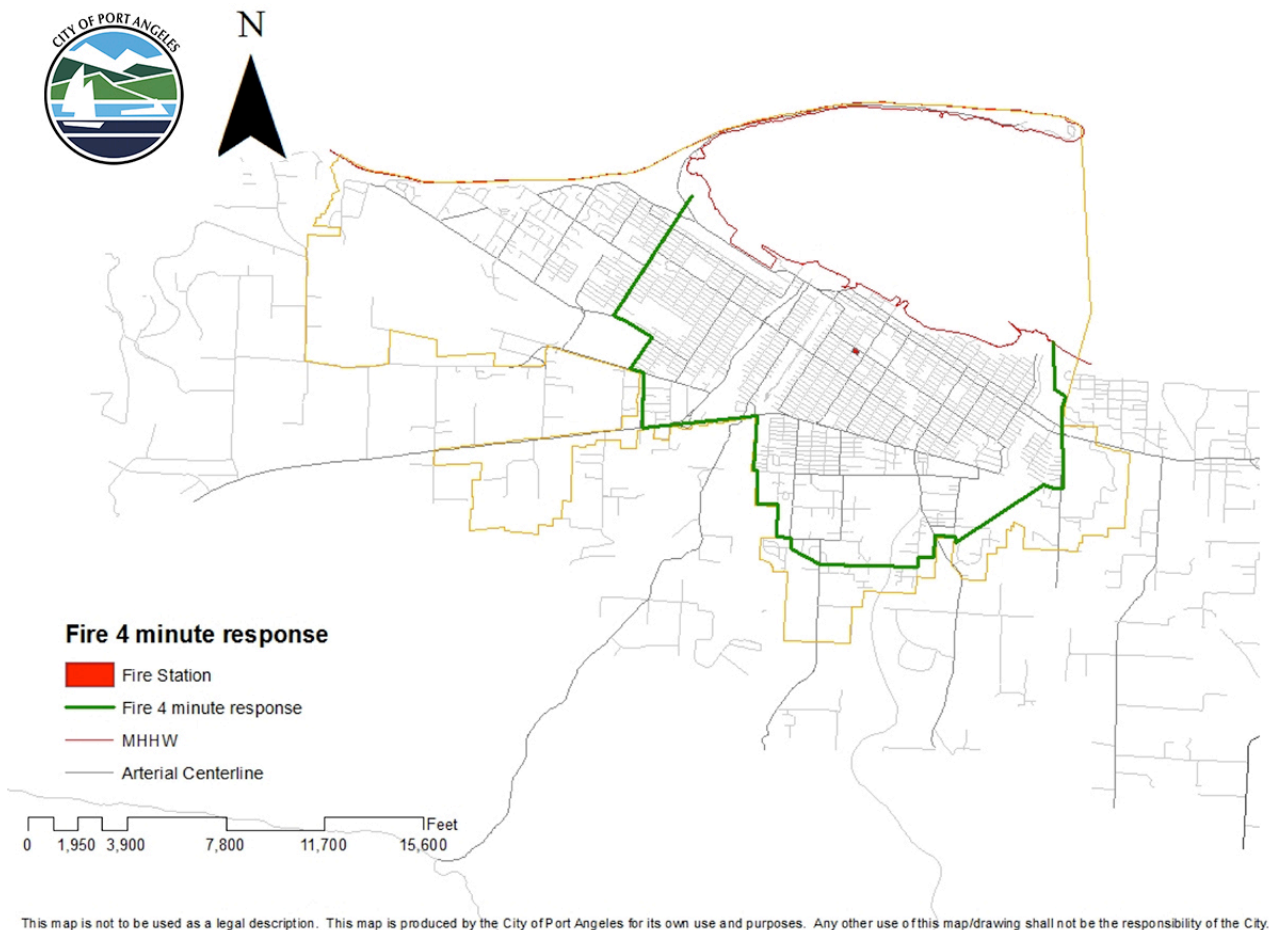 CITY OF PORT ANGELES
N
Fire 4 minute response
Fire Station
Fire 4 minute response
MHHW
Arterial Centerline
Feet
0 1,950 3,900 7,800 11,700 15,600
This map is not to be used as a legal description. This map is produced by the City of Port Angeles for its own use and purposes. Any other use of this map/drawing shall not be the responsibility of the City.